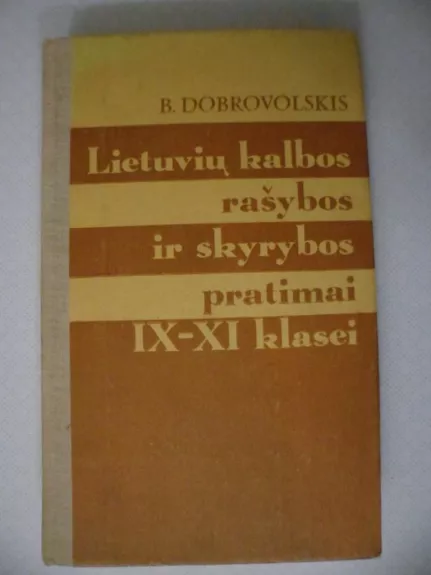 B. DOBROVOLSKIS
Lietuvių kalbos
rašybos
ir skyrybos
pratimai
IX-XI klasei